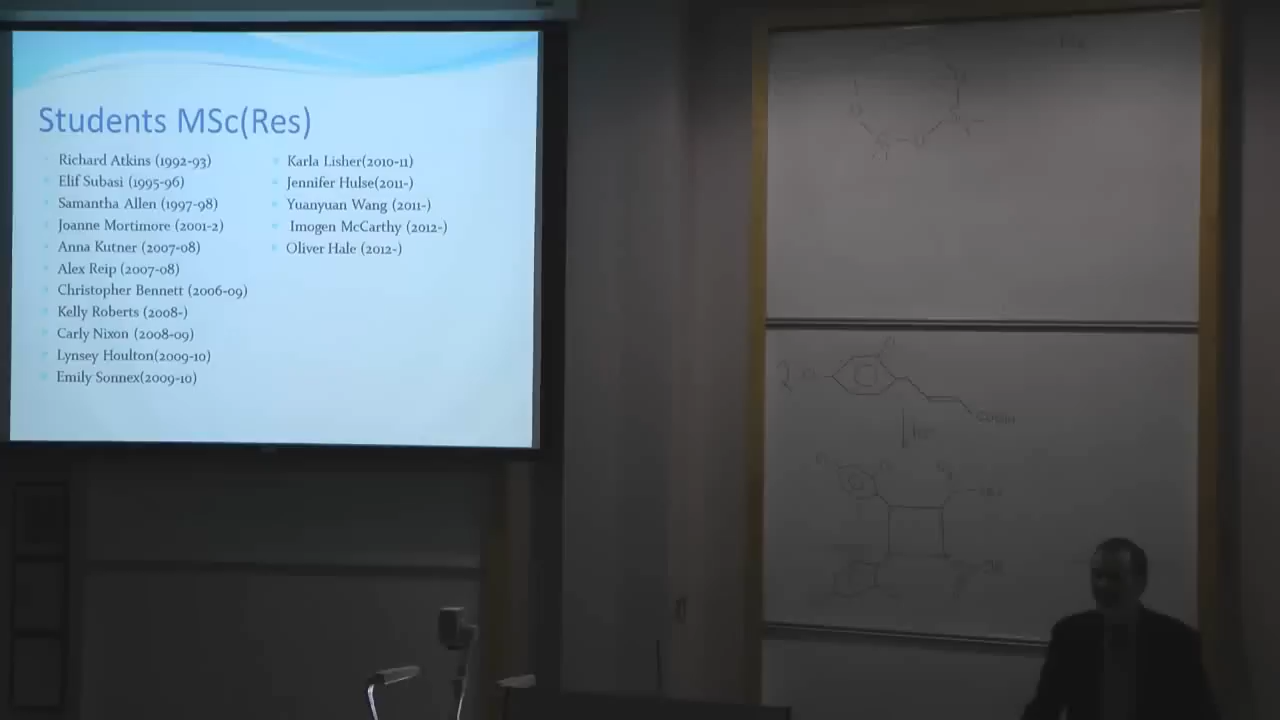 Students MSc(Res)
Richard Atkins (1992-93)
Elif Subasi (1995-96)
Samantha Allen (1997-98)
Joanne Mortimore (2001-2)
Anna Kutner (2007-08)
Alex Reip (2007-08)
Christopher Bennett (2006-09)
Kelly Roberts (2008-)
Carly Nixon (2008-09)
Lynsey Houlton(2009-10)
Emily Sonnex(2009-10)
Karla Lisher(2010-11)
Jennifer Hulse(2011-)
Yuanyuan Wang (2011-)
Imogen McCarthy (2012-)
Oliver Hale (2012-)
2